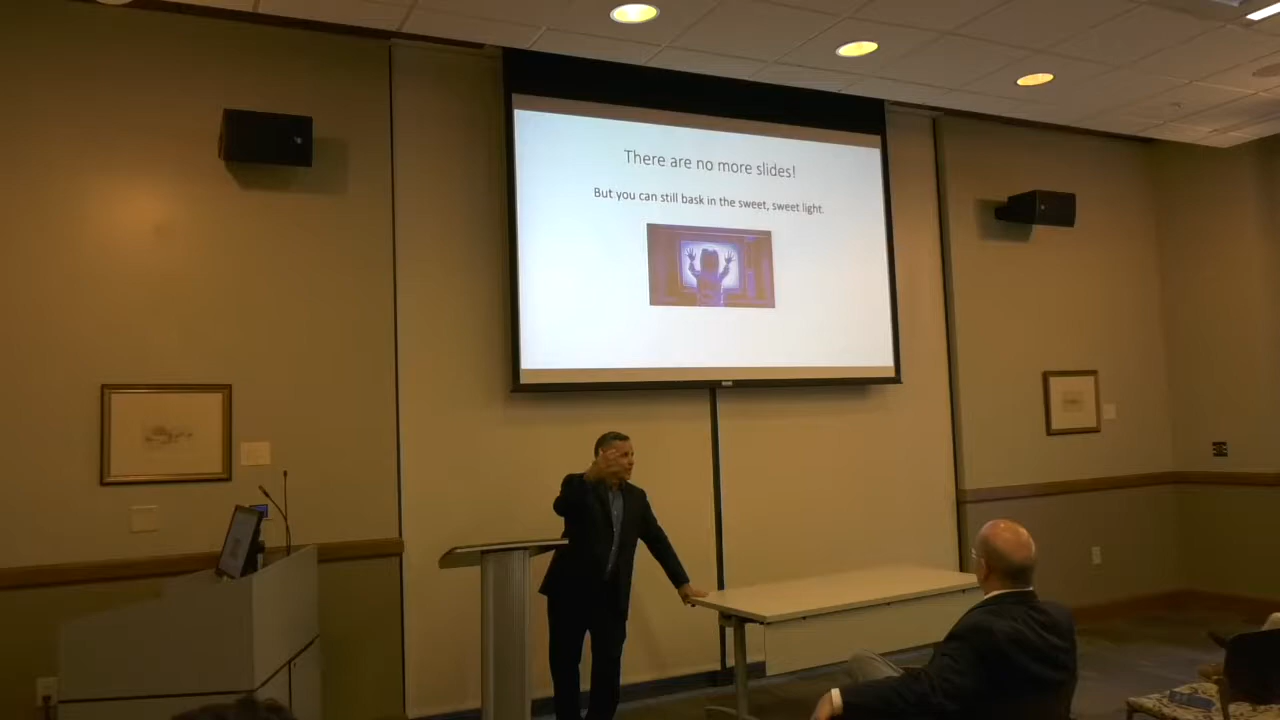 There are no more slides!
But you can still bask in the sweet, sweet light.